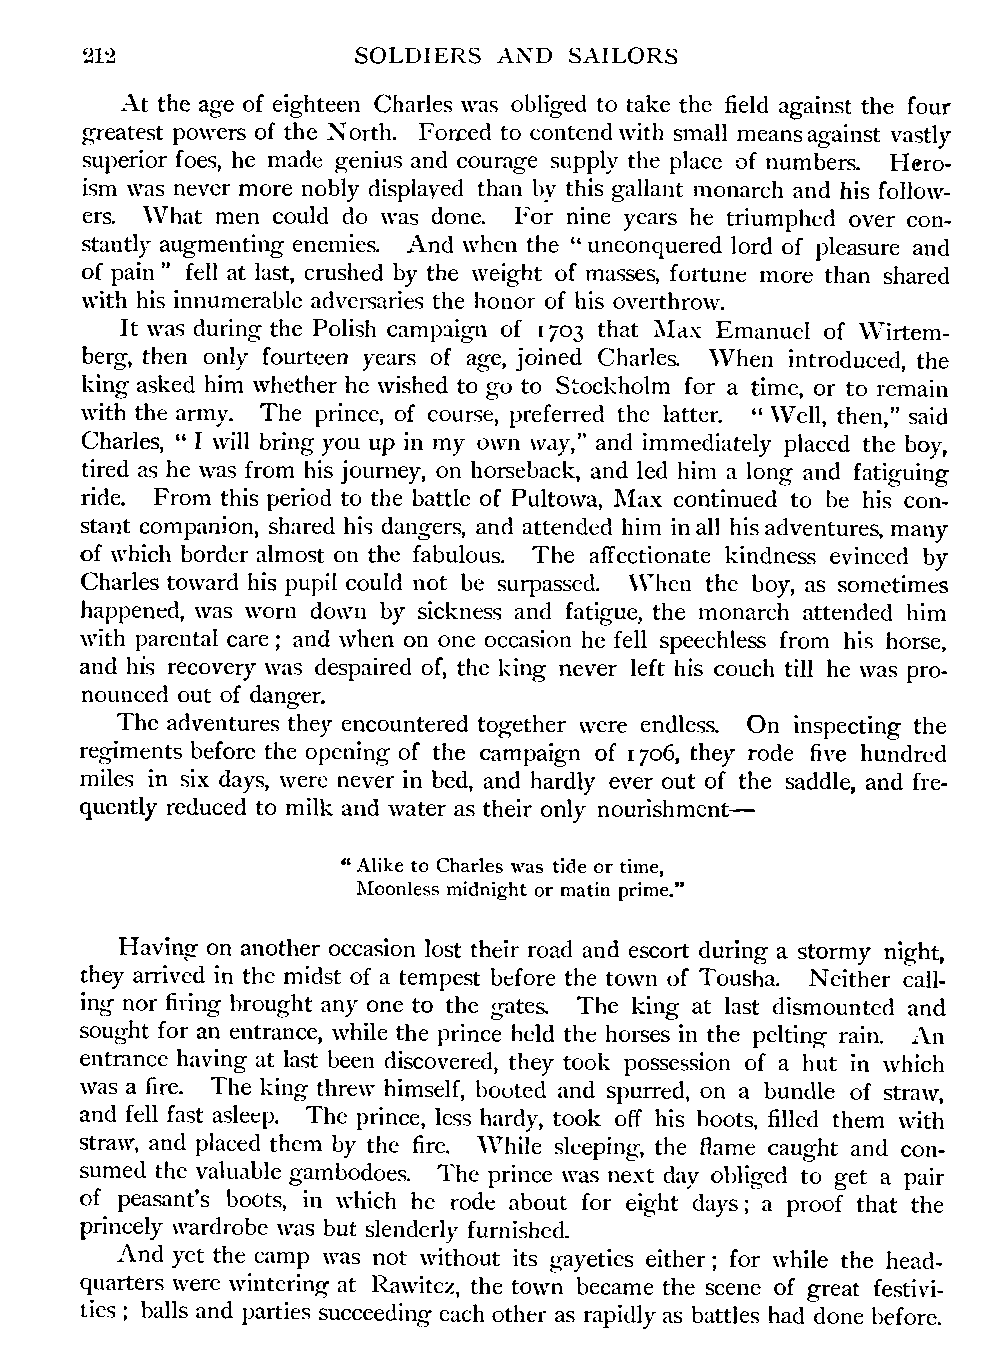 212 SOLDIERS AND SAILORS
At the age of eighteen Charles was obliged to take the field against the four
greatest powers of the North. Forced to contend with small means against vastly
superior foes, he made genius and courage supply the place of numbers. Hero-
ism was never more nobly displayed than by this gallant monarch and his follow-
ers. What men could do was done. For nine years he triumphed over con-
stantly augmenting enemies. And when the “ unconquered lord of pleasure and
of pain ” fell at last, crushed by the weight of masses, fortune more than shared
with his innumerable adversaries the honor of his overthrow.
It was during the Polish campaign of 1703 that Max Emanuel of Wirtem-
berg, then only fourteen years of age, joined Charles. When introduced, the
king asked him whether he wished to go to Stockholm for a time, or to remain
with the army. The prince, of course, preferred the latter. “ Well, then,” said
Charles, “ I will bring you up in my own way,” and immediately placed the boy,
tired as he was from his journey, on horseback, and led him a long and fatiguing
ride. From this period to the battle of Pultowa, Max continued to be his con-
stant companion, shared his dangers, and attended him in all his adventures, many
of which border almost on the fabulous. The affectionate kindness evinced by
Charles toward his pupil could not be surpassed. When the boy, as sometimes
happened, was worn down by sickness and fatigue, the monarch attended him
with parental care ; and when on one occasion he fell speechless from his horse,
and his recovery was despaired of, the king never left his couch till he was pro-
nounced out of danger.
The adventures they encountered together were endless. On inspecting the
regiments before the opening of the campaign of 1706, they rode five hundred
miles in six days, were never in bed, and hardly ever out of the saddle, and fre-
quently reduced to milk and water as their only nourishment—
“ Alike to Charles was tide or time,
Moonless midnight or matin prime.”
Having on another occasion lost their road and escort during a stormy night,
they arrived in the midst of a tempest before the town of Tousha. Neither call-
ing nor firing brought any one to the gates. The king at last dismounted and
sought for an entrance, while the prince held the horses in the pelting rain. An
entrance having at last been discovered, they took possession of a hut in which
was a fire. The king threw himself, booted and spurred, on a bundle of straw,
and fell fast asleep. The prince, less hardy, took off his boots, filled them with
straw, and placed them by the fire. While sleeping, the flame caught and con-
sumed the valuable gambodoes. The prince was next day obliged to get a pair
of peasant's boots, in which he rode about for eight days ; a proof that the
princely wardrobe was but slenderly furnished.
And yet the camp was not without its gayeties either ; for while the head-
quarters were wintering at Rawitcz, the town became the scene of great festivi-
ties ; balls and parties succeeding each other as rapidly as battles had done before.